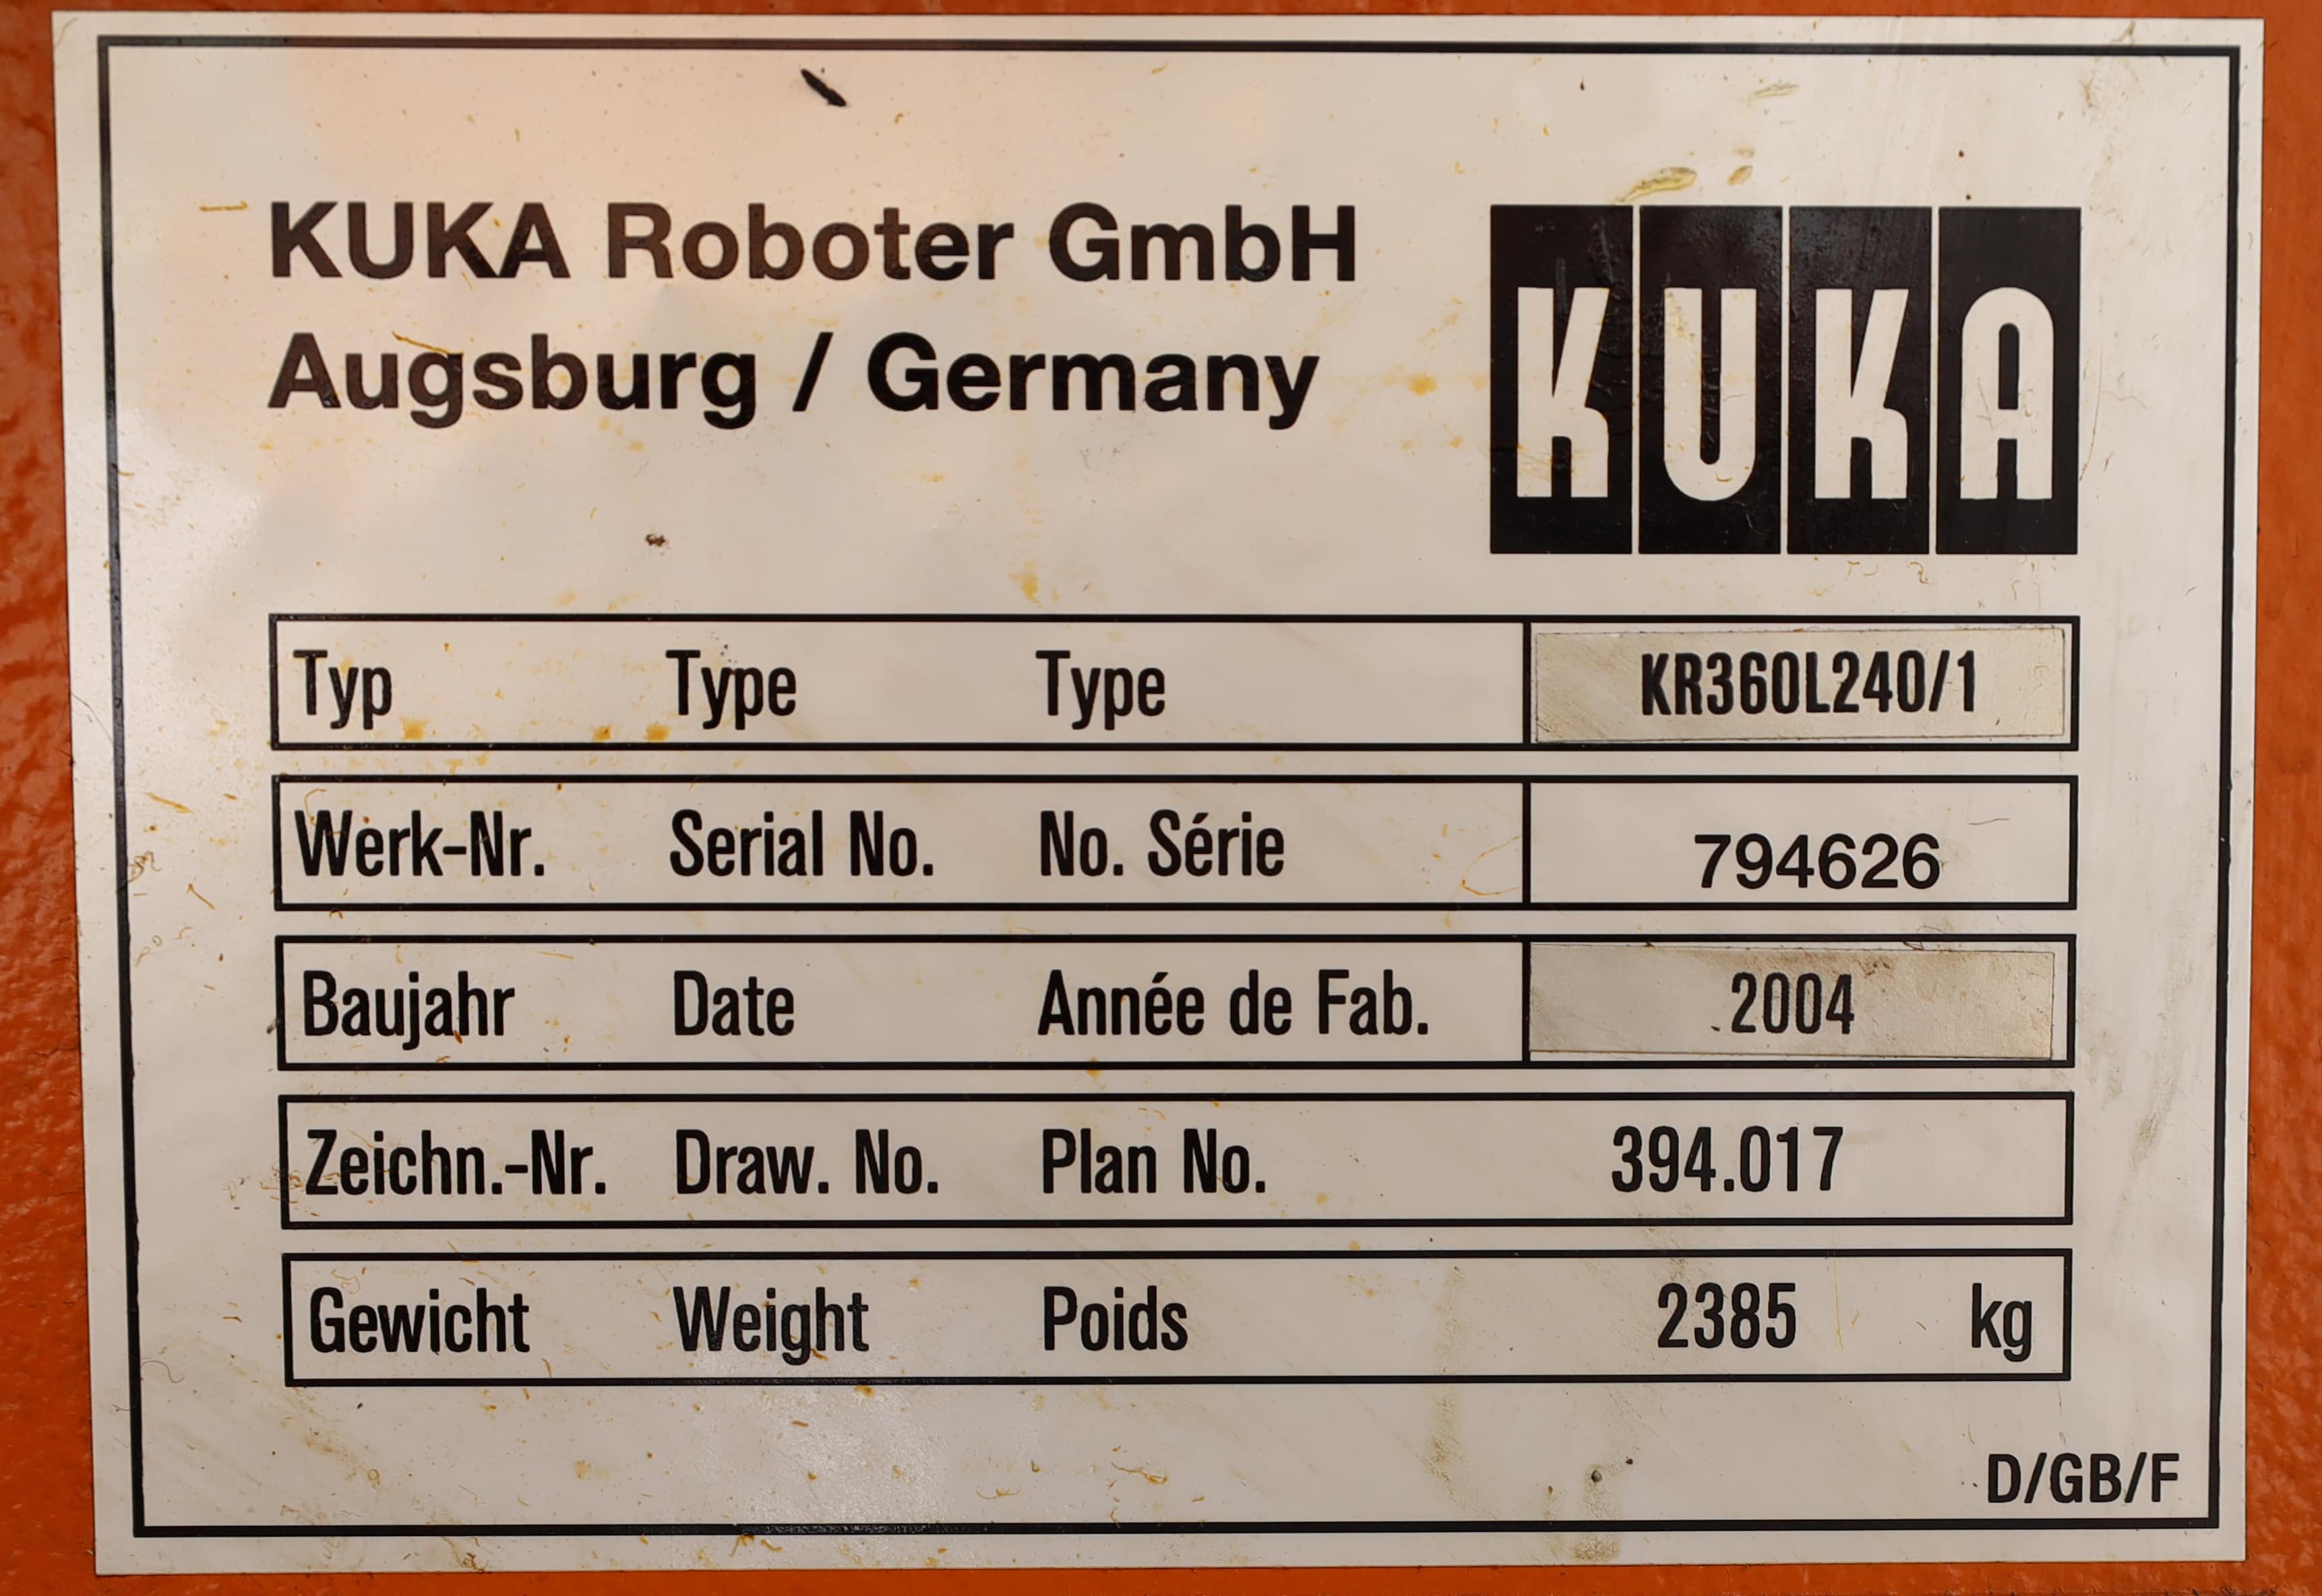 KUKA Roboter GmbH
Augsburg / Germany
KUKA
Typ Type Type KR360L240/1
Werk-Nr. Serial No. No. Série 794626
Baujahr Date Année de Fab. 2004
Zeichn.-Nr. Draw. No. Plan No. 394.017
Gewicht Weight Poids 2385 kg
D/GB/F